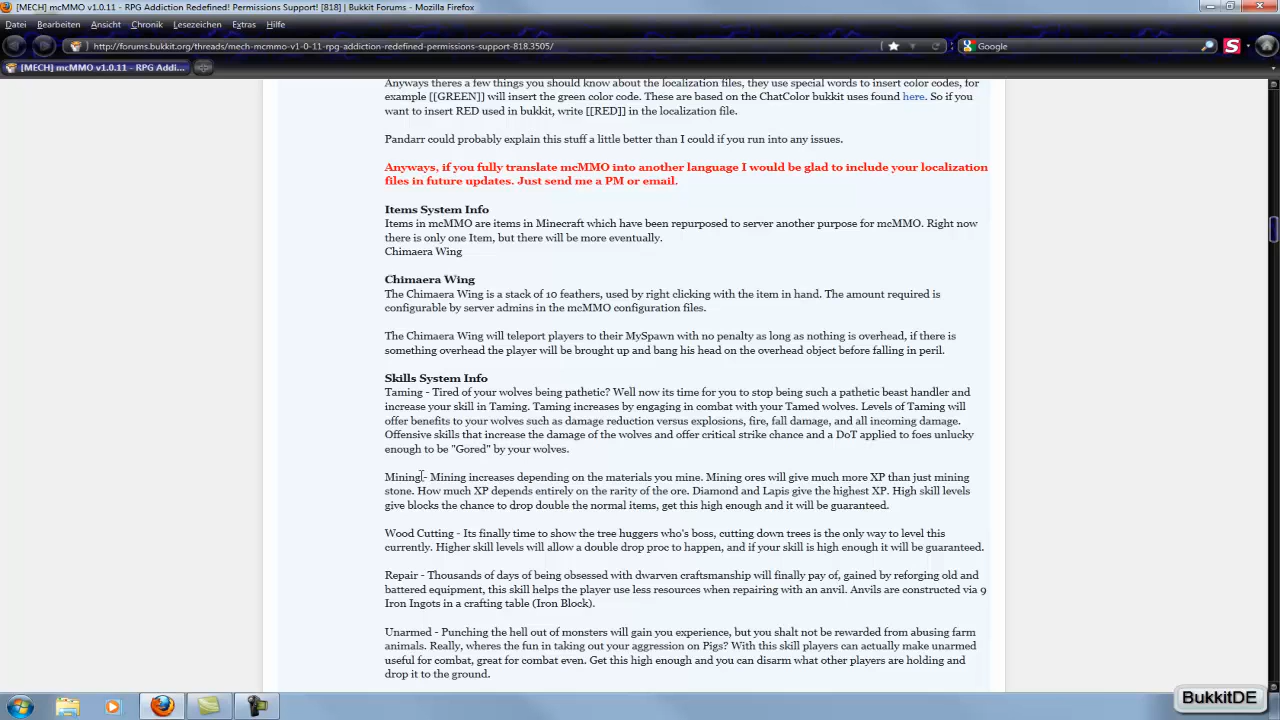 [MECH] mcMMO v1.0.11 - RPG Addiction Redefined! Permissions Support! [818] | Bukkit Forums - Mozilla Firefox
Datei Bearbeiten Ansicht Chronik Lesezeichen Extras Hilfe
http://forums.bukkit.org/threads/mech-mcmmo-v1-0-11-rpg-addiction-redefined-permissions-support-818.3505/
Google
[MECH] mcMMO v1.0.11 - RPG Addi...
Anyways theres a few things you should know about the localization files, they use special words to insert color codes, for
example [[GREEN]] will insert the green color code. These are based on the ChatColor bukkit uses found here. So if you
want to insert RED used in bukkit, write [[RED]] in the localization file.
Pandarr could probably explain this stuff a little better than I could if you run into any issues.
Anyways, if you fully translate mcMMO into another language I would be glad to include your localization
files in future updates. Just send me a PM or email.
Items System Info
Items in mcMMO are items in Minecraft which have been repurposed to server another purpose for mcMMO. Right now
there is only one Item, but there will be more eventually.
Chimaera Wing
Chimaera Wing
The Chimaera Wing is a stack of 10 feathers, used by right clicking with the item in hand. The amount required is
configurable by server admins in the mcMMO configuration files.
The Chimaera Wing will teleport players to their MySpawn with no penalty as long as nothing is overhead, if there is
something overhead the player will be brought up and bang his head on the overhead object before falling in peril.
Skills System Info
Taming - Tired of your wolves being pathetic? Well now its time for you to stop being such a pathetic beast handler and
increase your skill in Taming. Taming increases by engaging in combat with your Tamed wolves. Levels of Taming will
offer benefits to your wolves such as damage reduction versus explosions, fire, fall damage, and all incoming damage.
Offensive skills that increase the damage of the wolves and offer critical strike chance and a DoT applied to foes unlucky
enough to be "Gored" by your wolves.
Mining - Mining increases depending on the materials you mine. Mining ores will give much more XP than just mining
stone. How much XP depends entirely on the rarity of the ore. Diamond and Lapis give the highest XP. High skill levels
give blocks the chance to drop double the normal items, get this high enough and it will be guaranteed.
Wood Cutting - Its finally time to show the tree huggers who's boss, cutting down trees is the only way to level this
currently. Higher skill levels will allow a double drop proc to happen, and if your skill is high enough it will be guaranteed.
Repair - Thousands of days of being obsessed with dwarven craftsmanship will finally pay of, gained by reforging old and
battered equipment, this skill helps the player use less resources when repairing with an anvil. Anvils are constructed via 9
Iron Ingots in a crafting table (Iron Block).
Unarmed - Punching the hell out of monsters will gain you experience, but you shalt not be rewarded from abusing farm
animals. Really, wheres the fun in taking out your aggression on Pigs? With this skill players can actually make unarmed
useful for combat, great for combat even. Get this high enough and you can disarm what other players are holding and
drop it to the ground.
BukkitDE